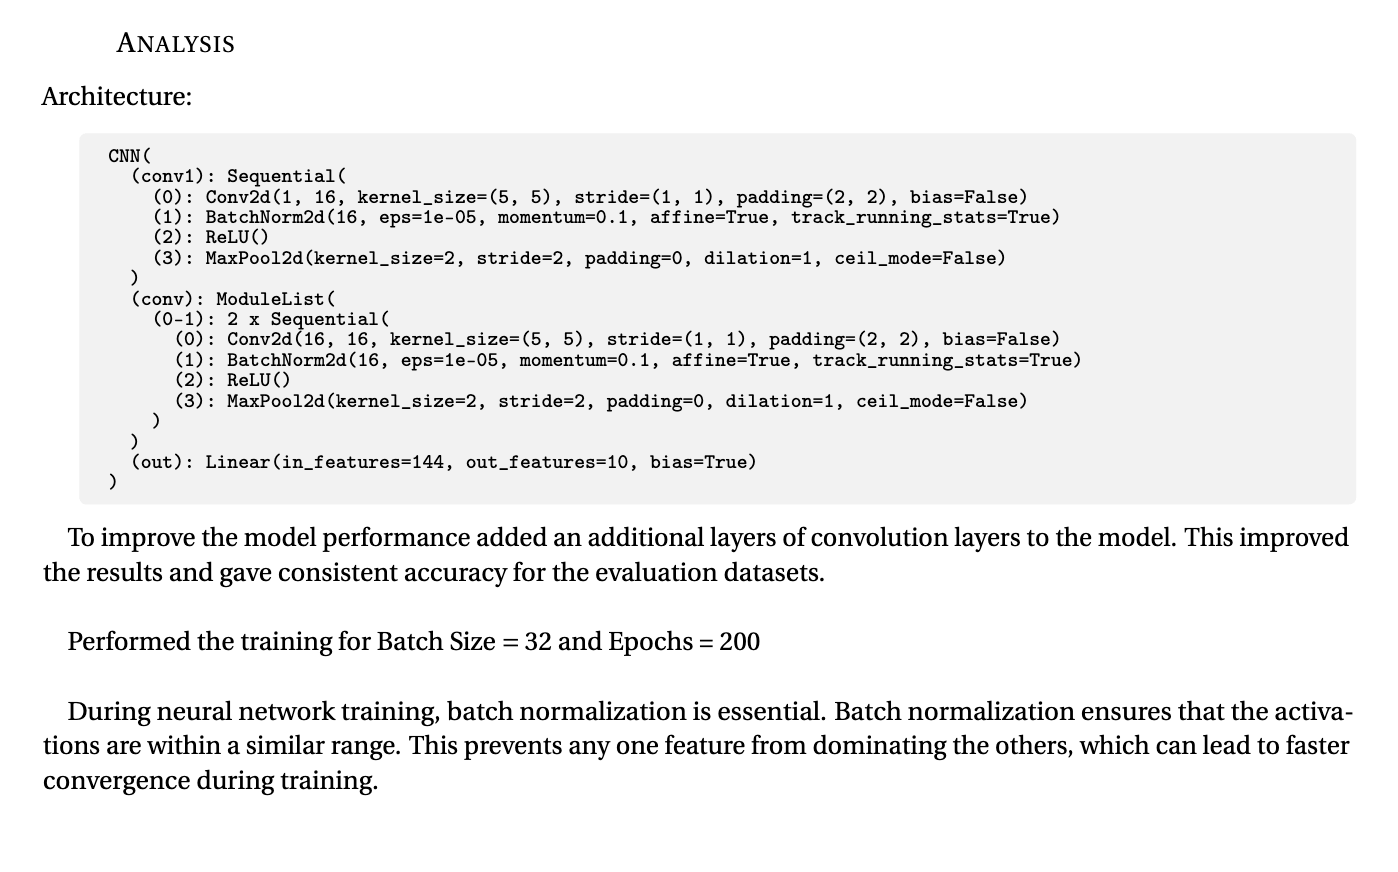 ANALYSIS
Architecture:
CNN(
  (conv1): Sequential(
    (0): Conv2d(1, 16, kernel_size=(5, 5), stride=(1, 1), padding=(2, 2), bias=False)
    (1): BatchNorm2d(16, eps=1e-05, momentum=0.1, affine=True, track_running_stats=True)
    (2): ReLU()
    (3): MaxPool2d(kernel_size=2, stride=2, padding=0, dilation=1, ceil_mode=False)
  )
  (conv): ModuleList(
    (0-1): 2 x Sequential(
      (0): Conv2d(16, 16, kernel_size=(5, 5), stride=(1, 1), padding=(2, 2), bias=False)
      (1): BatchNorm2d(16, eps=1e-05, momentum=0.1, affine=True, track_running_stats=True)
      (2): ReLU()
      (3): MaxPool2d(kernel_size=2, stride=2, padding=0, dilation=1, ceil_mode=False)
    )
  )
  (out): Linear(in_features=144, out_features=10, bias=True)
)
To improve the model performance added an additional layers of convolution layers to the model. This improved
the results and gave consistent accuracy for the evaluation datasets.
Performed the training for Batch Size = 32 and Epochs = 200
During neural network training, batch normalization is essential. Batch normalization ensures that the activa-
tions are within a similar range. This prevents any one feature from dominating the others, which can lead to faster
convergence during training.